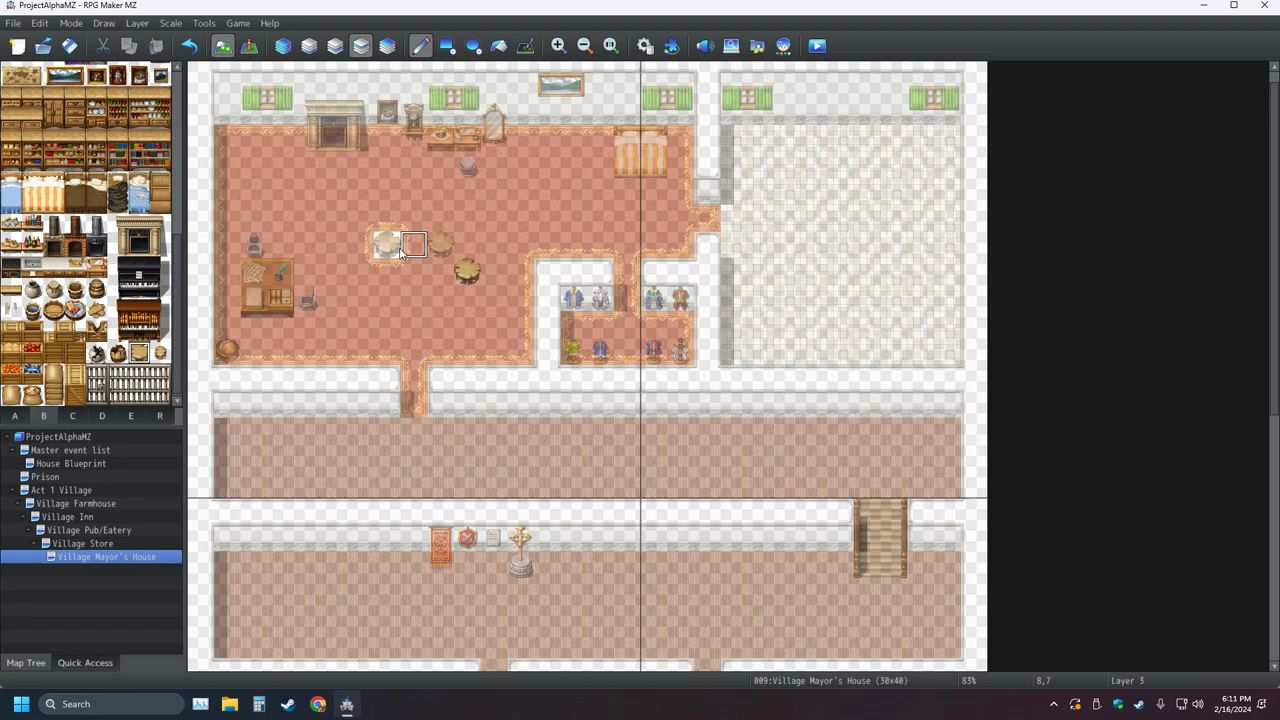 ProjectAlphaMZ - RPG Maker MZ
File Edit Mode Draw Layer Scale Tools Game Help
A B C D E R
ProjectAlphaMZ
Master event list
House Blueprint
Prison
Act 1 Village
Village Farmhouse
Village Inn
Village Pub/Eatery
Village Store
Village Mayor's House
Map Tree Quick Access
009:Village Mayor's House (30x40) 83% 8,7 Layer 3
Search
6:11 PM
2/16/2024